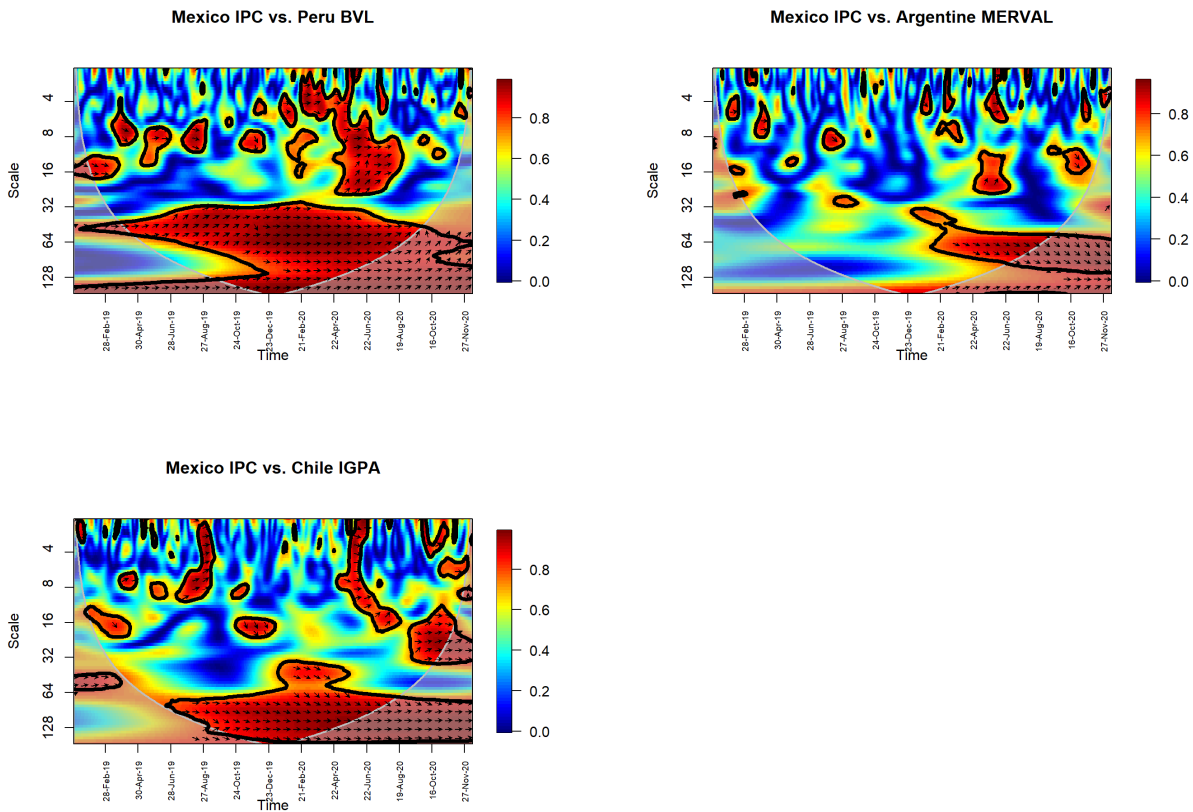 Mexico IPC vs. Peru BVL
Scale
4
8
16
32
64
128
28-Feb-19
30-Apr-19
28-Jun-19
27-Aug-19
24-Oct-19
23-Dec-19
21-Feb-20
22-Apr-20
22-Jun-20
19-Aug-20
16-Oct-20
27-Nov-20
Time
0.8
0.6
0.4
0.2
0.0
Mexico IPC vs. Argentine MERVAL
Scale
4
8
16
32
64
128
28-Feb-19
30-Apr-19
28-Jun-19
27-Aug-19
24-Oct-19
23-Dec-19
21-Feb-20
22-Apr-20
22-Jun-20
19-Aug-20
16-Oct-20
27-Nov-20
Time
0.8
0.6
0.4
0.2
0.0
Mexico IPC vs. Chile IGPA
Scale
4
8
16
32
64
128
28-Feb-19
30-Apr-19
28-Jun-19
27-Aug-19
24-Oct-19
23-Dec-19
21-Feb-20
22-Apr-20
22-Jun-20
19-Aug-20
16-Oct-20
27-Nov-20
Time
0.8
0.6
0.4
0.2
0.0